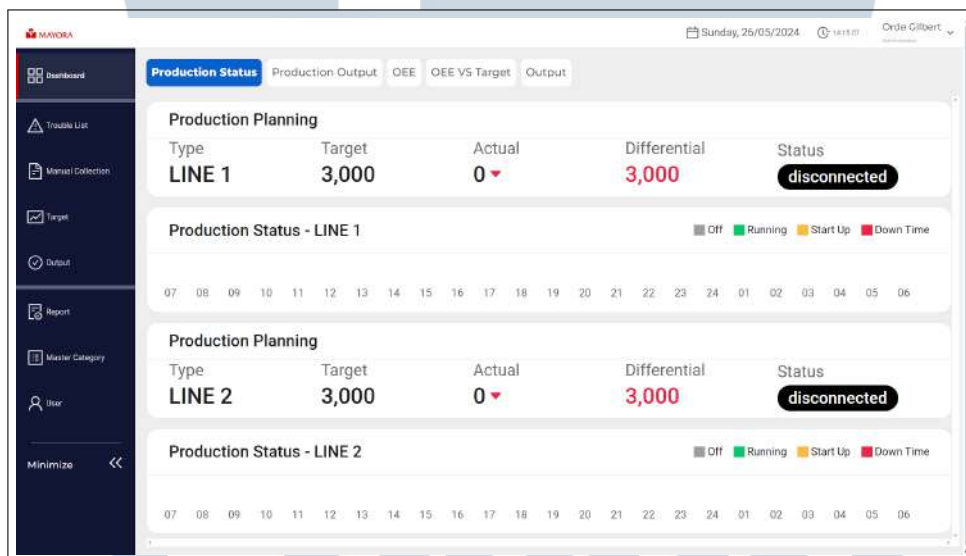 MAYORA
Sunday, 26/05/2024
Orde Gilbert
Dashboard
Trouble List
Manual Collection
Target
Output
Report
Master Category
User
Minimize
Production Status Production Output OEE OEE VS Target Output
Production Planning
Type Target Actual Differential Status
LINE 1 3,000 0 3,000 disconnected
Production Status - LINE 1 Off Running Start Up Down Time
07 08 09 10 11 12 13 14 15 16 17 18 19 20 21 22 23 24 01 02 03 04 05 06
Production Planning
Type Target Actual Differential Status
LINE 2 3,000 0 3,000 disconnected
Production Status - LINE 2 Off Running Start Up Down Time
07 08 09 10 11 12 13 14 15 16 17 18 19 20 21 22 23 24 01 02 03 04 05 06